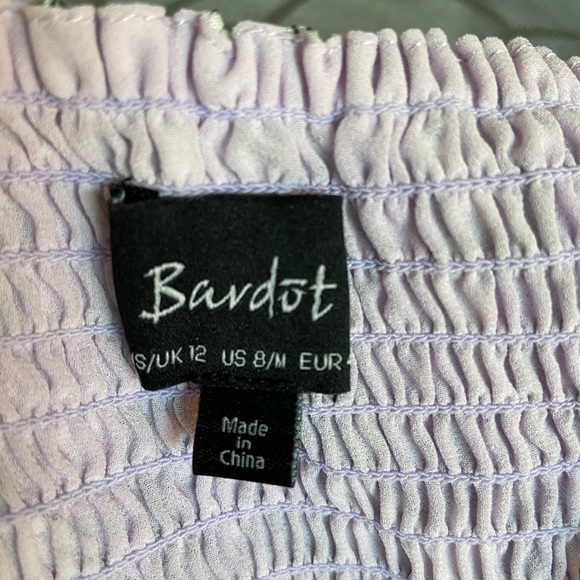 Bardot
S/UK 12 US 8/M EUR
Made
in
China